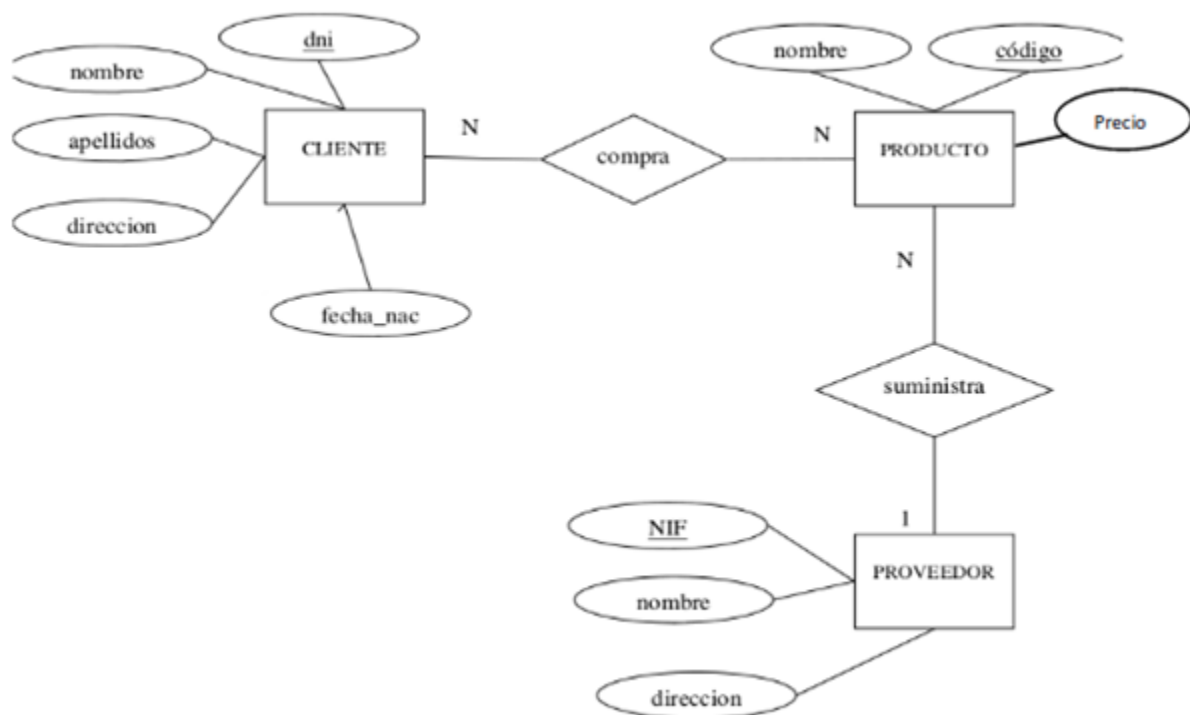 dni
nombre
apellidos
direccion
CLIENTE
fecha_nac
N
compra
N
nombre
código
Precio
PRODUCTO
N
suministra
1
NIF
nombre
direccion
PROVEEDOR